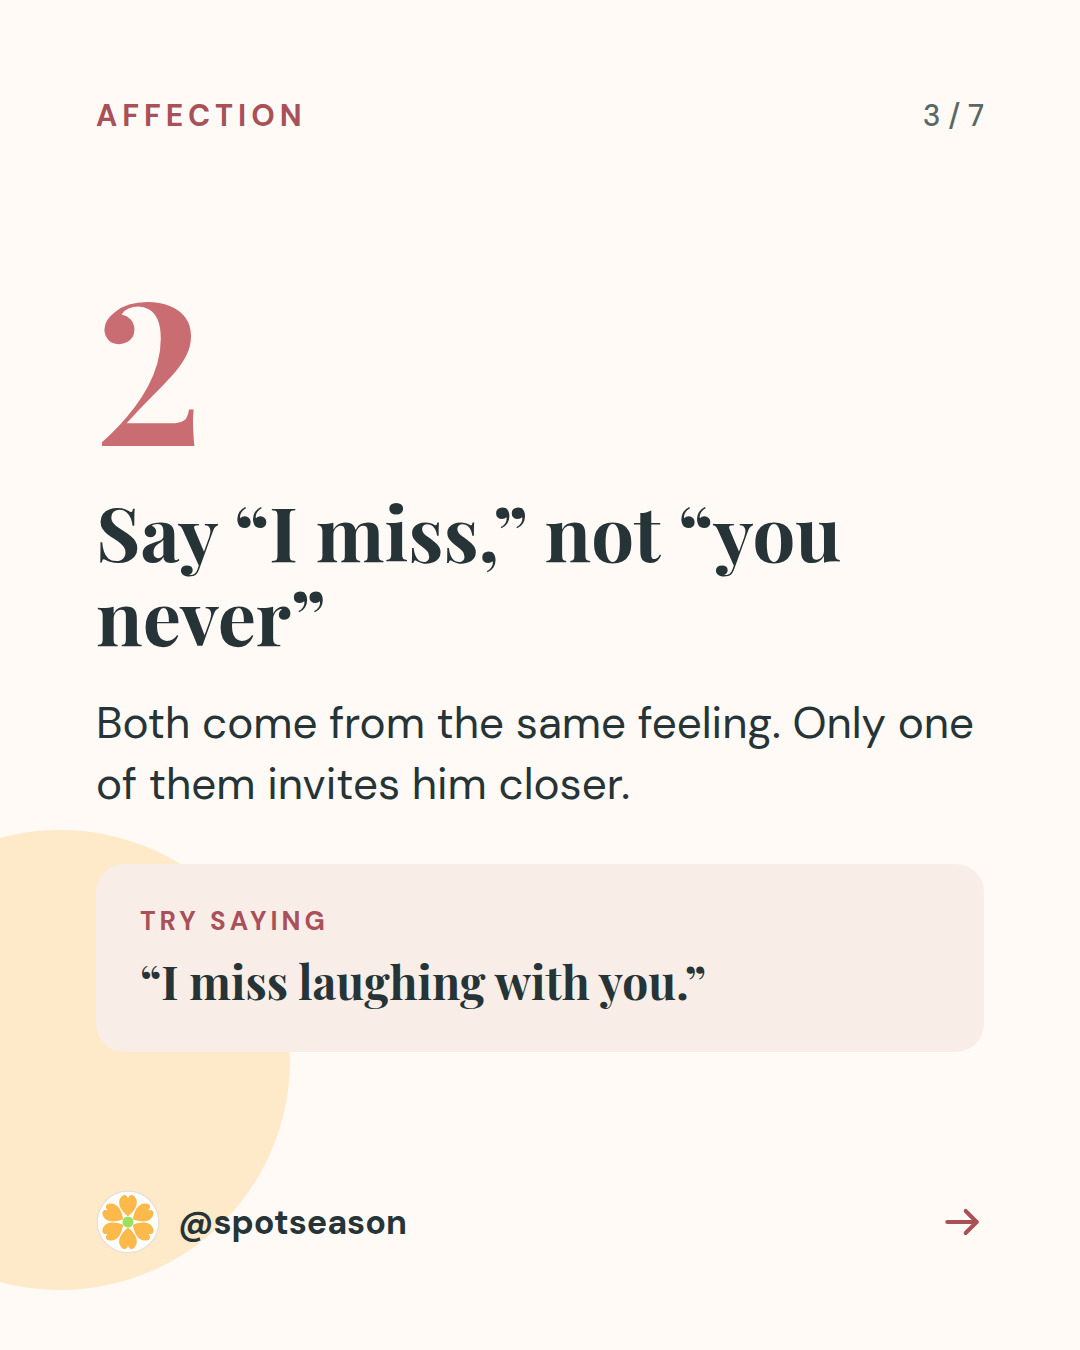 AFFECTION
3 / 7
2
Say “I miss,” not “you
never”
Both come from the same feeling. Only one
of them invites him closer.
TRY SAYING
“I miss laughing with you.”
@spotseason
→